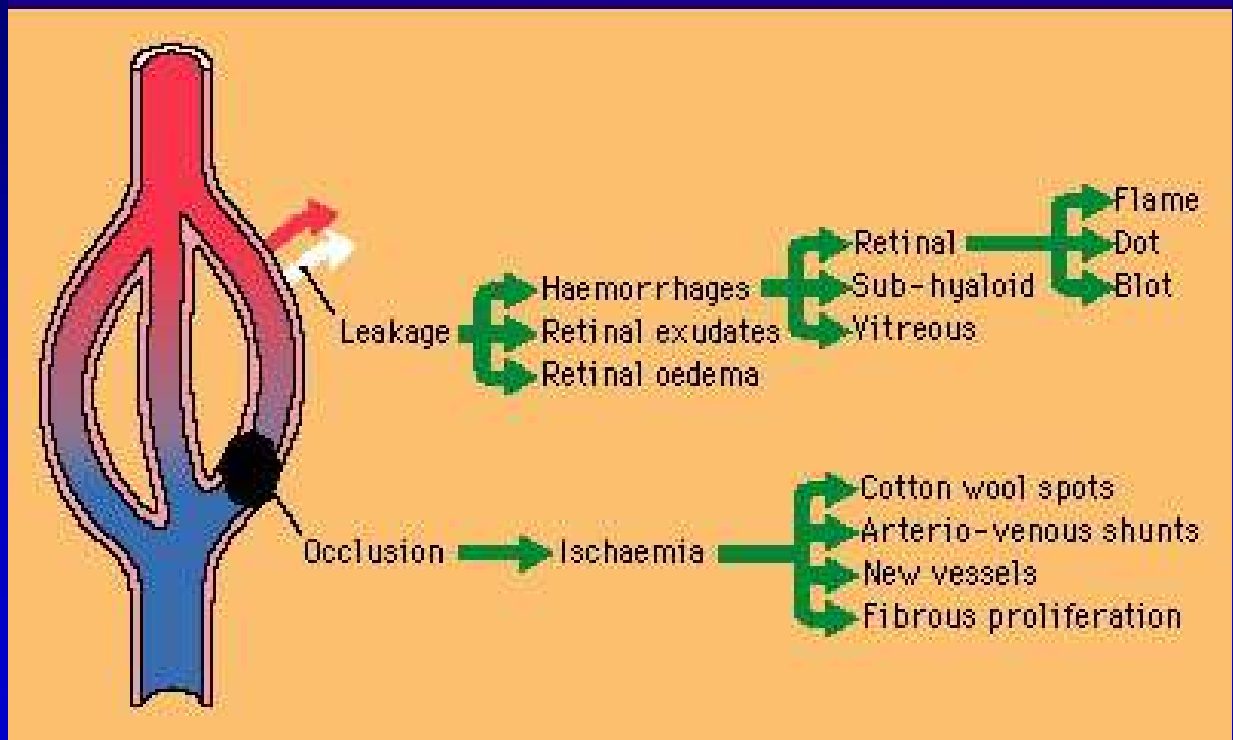 Leakage
Haemorrhages
Retinal exudates
Retinal oedema
Retinal
Sub-hyaloid
Vitreous
Flame
Dot
Blot
Occlusion
Ischaemia
Cotton wool spots
Arterio-venous shunts
New vessels
Fibrous proliferation